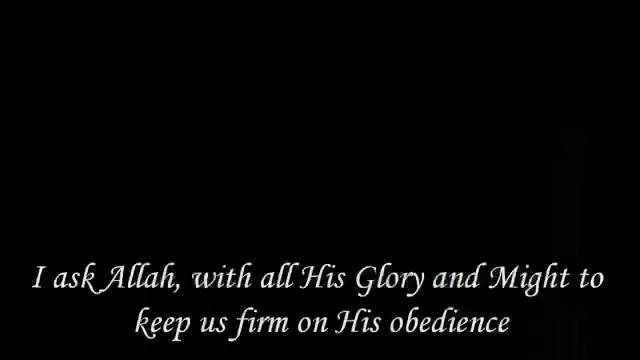 I ask Allah, with all His Glory and Might to
keep us firm on His obedience